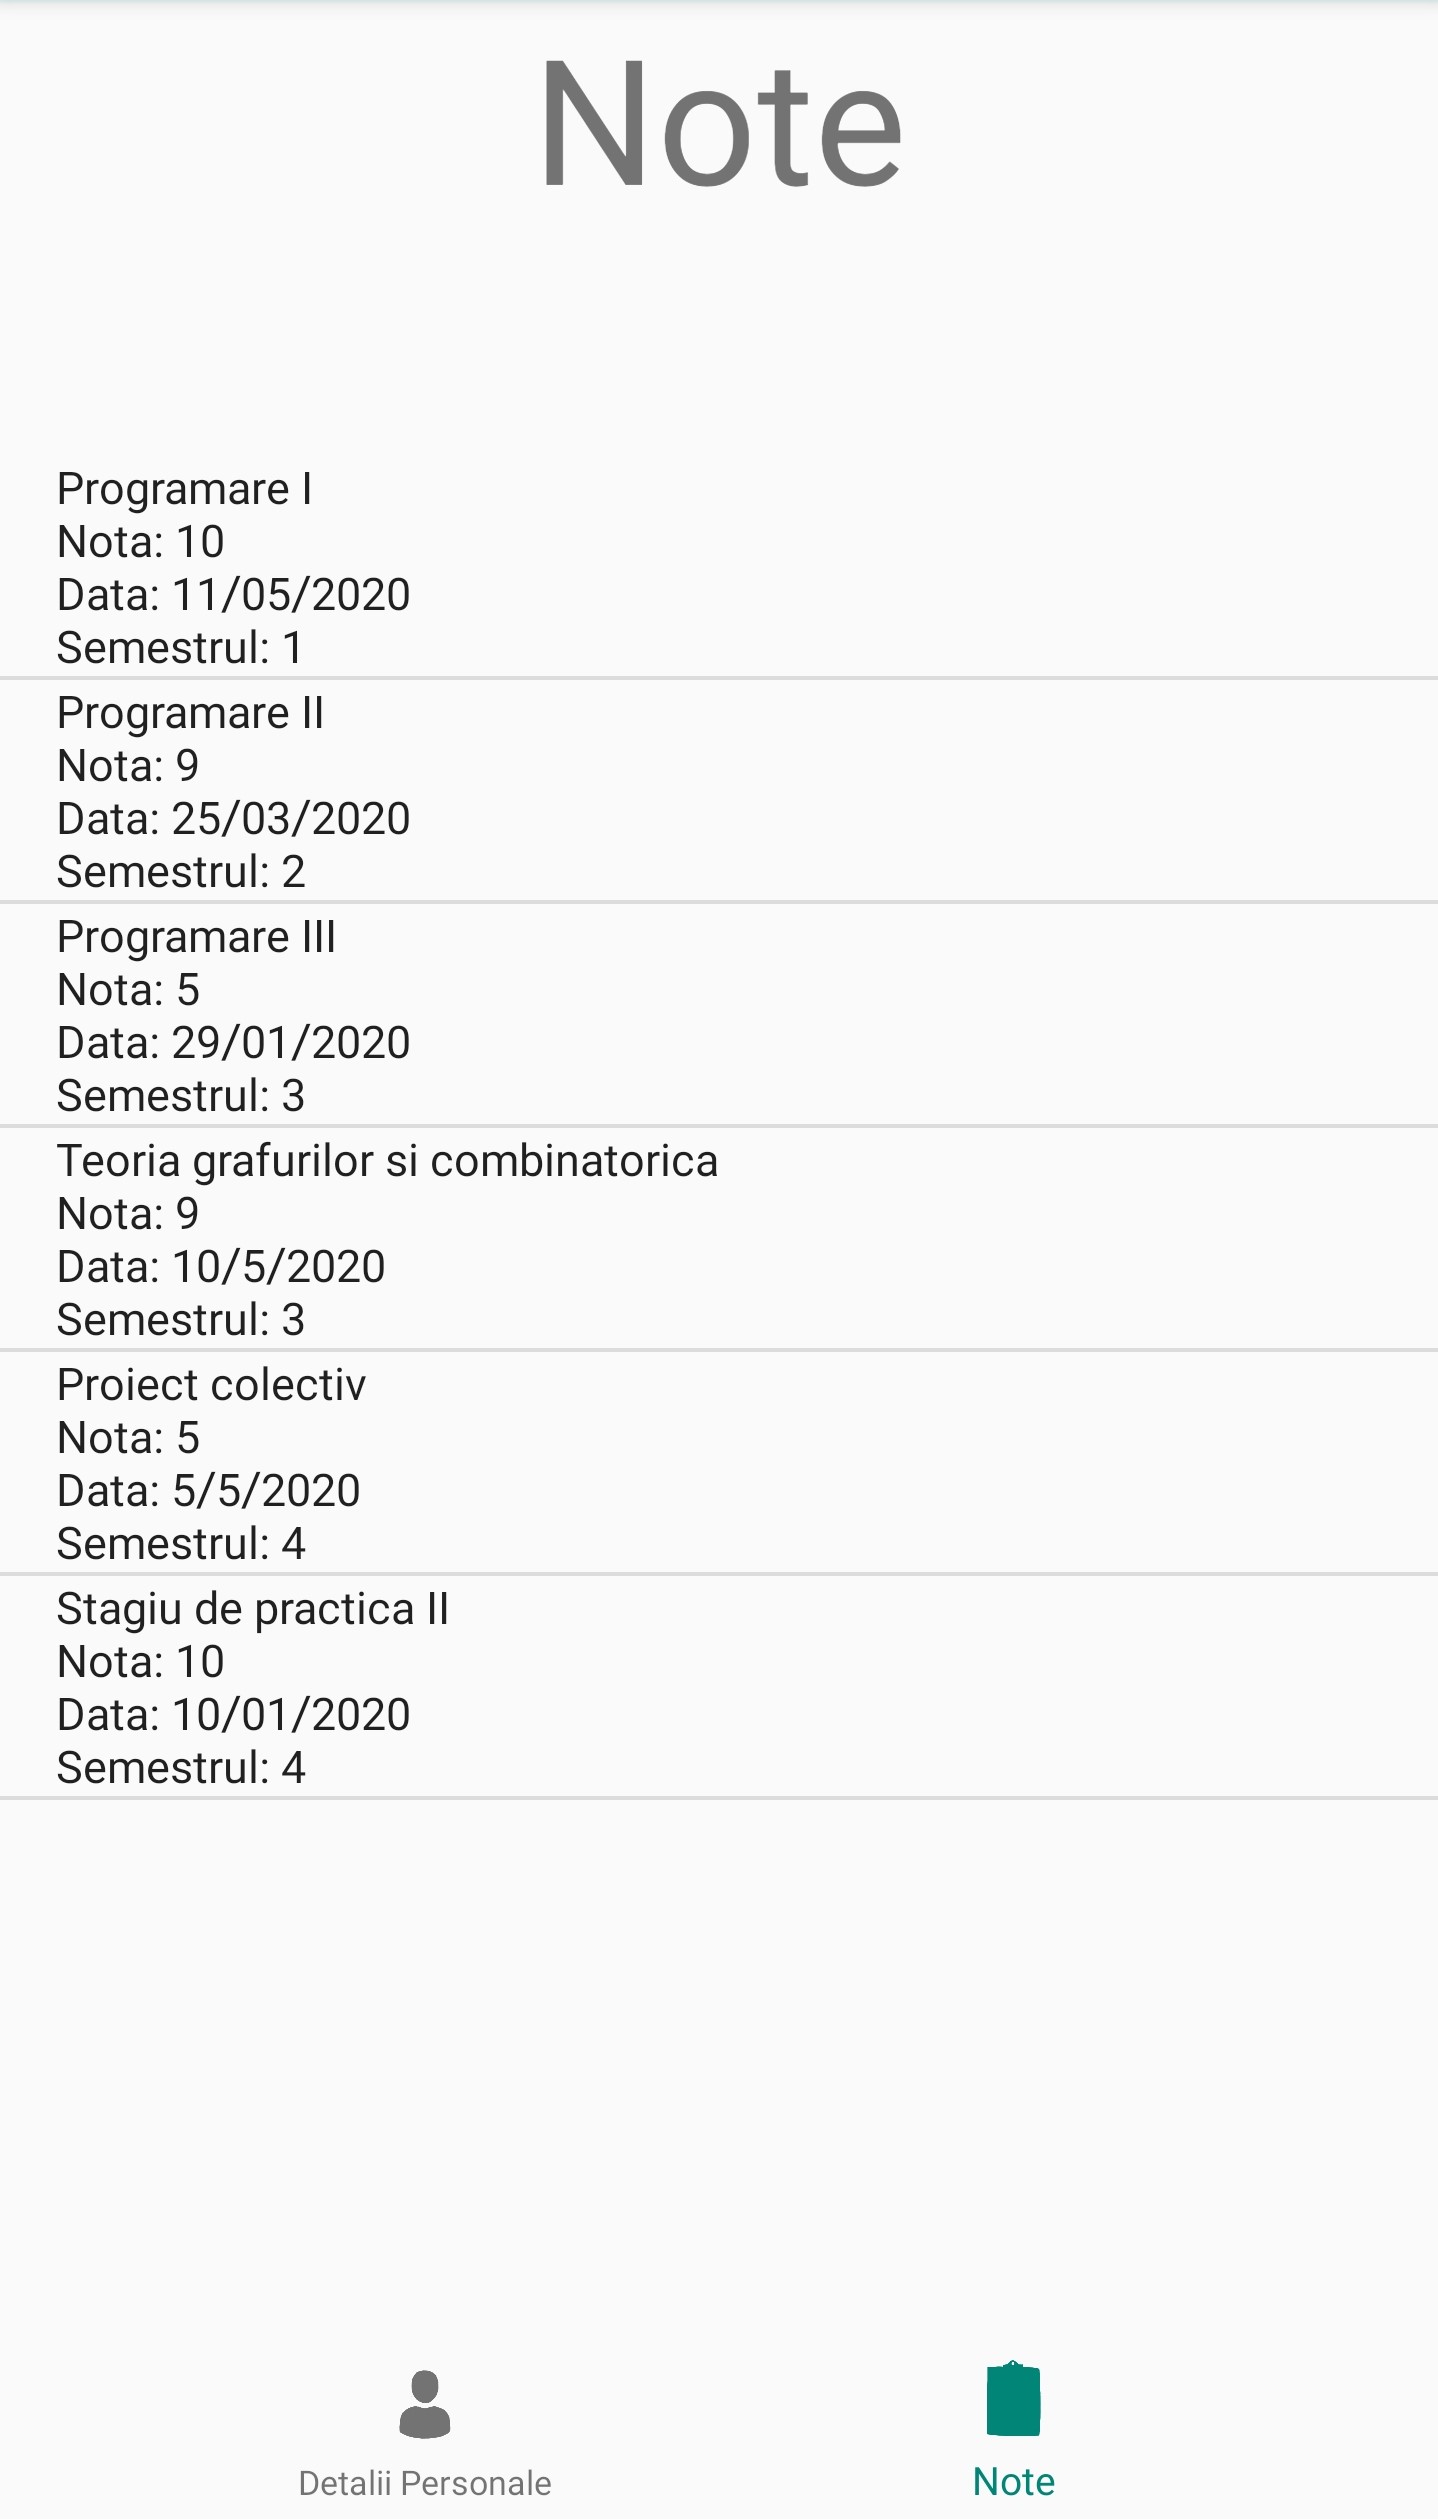 Note
Programare I
Nota: 10
Data: 11/05/2020
Semestrul: 1
Programare II
Nota: 9
Data: 25/03/2020
Semestrul: 2
Programare III
Nota: 5
Data: 29/01/2020
Semestrul: 3
Teoria grafurilor si combinatorica
Nota: 9
Data: 10/5/2020
Semestrul: 3
Proiect colectiv
Nota: 5
Data: 5/5/2020
Semestrul: 4
Stagiu de practica II
Nota: 10
Data: 10/01/2020
Semestrul: 4
Detalii Personale
Note